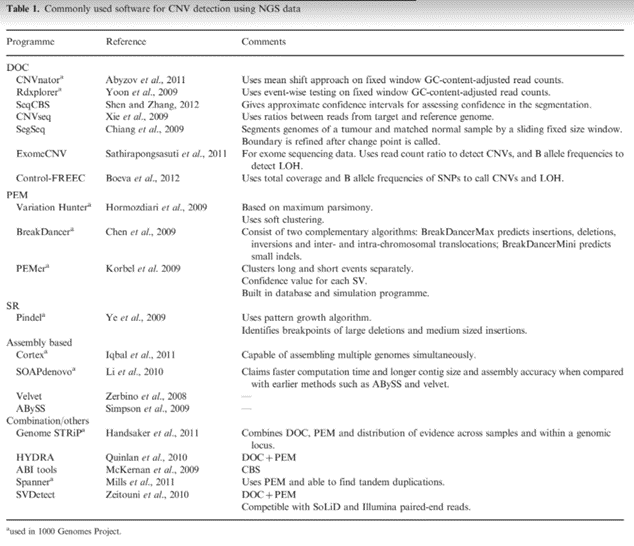 Table 1. Commonly used software for CNV detection using NGS data
Programme Reference Comments
DOC
CNVnatorᵃ Abyzov et al., 2011 Uses mean shift approach on fixed window GC-content-adjusted read counts.
Rdxplorerᵃ Yoon et al., 2009 Uses event-wise testing on fixed window GC-content-adjusted read counts.
SeqCBS Shen and Zhang, 2012 Gives approximate confidence intervals for assessing confidence in the segmentation.
CNVseq Xie et al., 2009 Uses ratios between reads from target and reference genome.
SegSeq Chiang et al., 2009 Segments genomes of a tumour and matched normal sample by a sliding fixed size window.
Boundary is refined after change point is called.
ExomeCNV Sathirapongsasuti et al., 2011 For exome sequencing data. Uses read count ratio to detect CNVs, and B allele frequencies to
detect LOH.
Control-FREEC Boeva et al., 2012 Uses total coverage and B allele frequencies of SNPs to call CNVs and LOH.
PEM
Variation Hunterᵃ Hormozdiari et al., 2009 Based on maximum parsimony.
Uses soft clustering.
BreakDancerᵃ Chen et al., 2009 Consist of two complementary algorithms: BreakDancerMax predicts insertions, deletions,
inversions and inter- and intra-chromosomal translocations; BreakDancerMini predicts
small indels.
PEMerᵃ Korbel et al. 2009 Clusters long and short events separately.
Confidence value for each SV.
Built in database and simulation programme.
SR
Pindelᵃ Ye et al., 2009 Uses pattern growth algorithm.
Identifies breakpoints of large deletions and medium sized insertions.
Assembly based
Cortexᵃ Iqbal et al., 2011 Capable of assembling multiple genomes simultaneously.
SOAPdenovoᵃ Li et al., 2010 Claims faster computation time and longer contig size and assembly accuracy when compared
with earlier methods such as ABySS and velvet.
Velvet Zerbino et al., 2008 —
ABySS Simpson et al., 2009 —
Combination/others
Genome STRiPᵃ Handsaker et al., 2011 Combines DOC, PEM and distribution of evidence across samples and within a genomic
locus.
HYDRA Quinlan et al., 2010 DOC + PEM
ABI tools McKernan et al., 2009 CBS
Spannerᵃ Mills et al., 2011 Uses PEM and able to find tandem duplications.
SVDetect Zeitouni et al., 2010 DOC + PEM
Competible with SoLiD and Illumina paired-end reads.
ᵃused in 1000 Genomes Project.